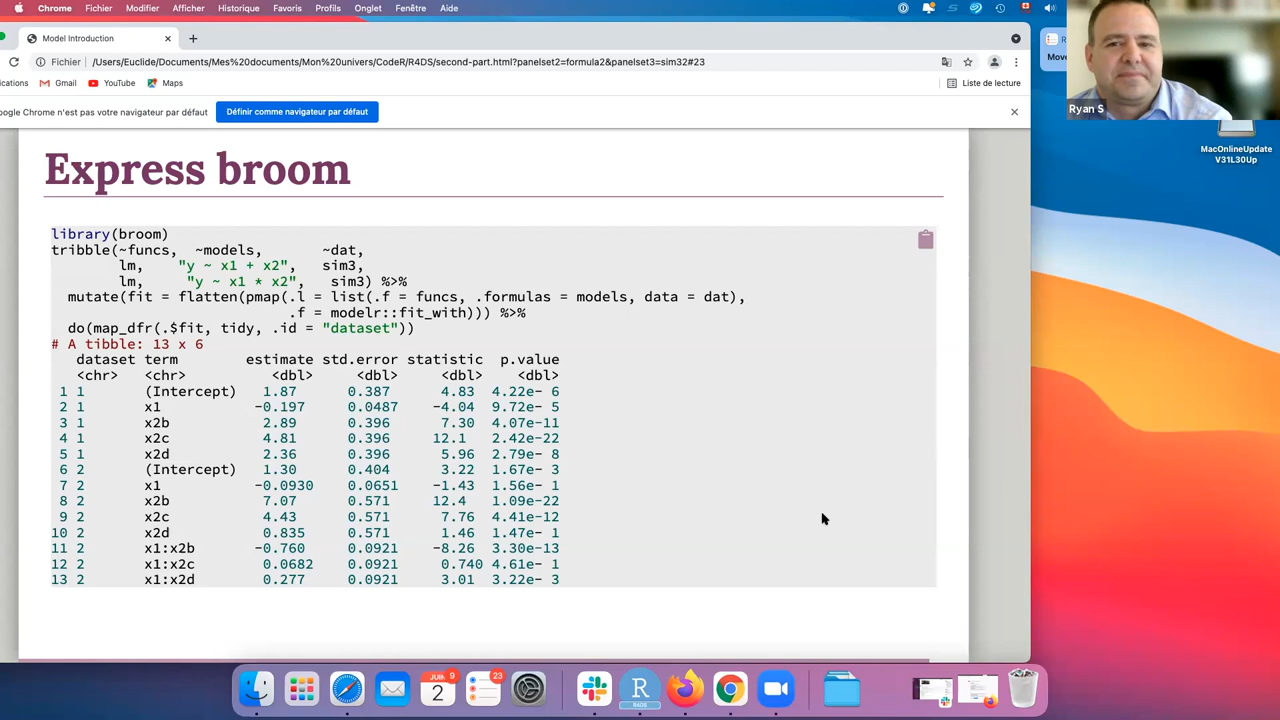 Chrome Fichier Modifier Afficher Historique Favoris Profils Onglet Fenêtre Aide
Model Introduction
Fichier /Users/Euclide/Documents/Mes%20documents/Mon%20univers/CodeR/R4DS/second-part.html?panelset2=formula2&panelset3=sim32#23
ications Gmail YouTube Maps Liste de lecture
oogle Chrome n'est pas votre navigateur par défaut Définir comme navigateur par défaut
Ryan S
Move
MacOnlineUpdate
V31L30Up
Express broom
library(broom)
tribble(~funcs, ~models, ~dat,
lm, "y ~ x1 + x2", sim3,
lm, "y ~ x1 * x2", sim3) %>%
mutate(fit = flatten(pmap(.l = list(.f = funcs, .formulas = models, data = dat),
.f = modelr::fit_with))) %>%
do(map_dfr(.$fit, tidy, .id = "dataset"))
# A tibble: 13 x 6
dataset term estimate std.error statistic p.value
<chr> <chr> <dbl> <dbl> <dbl> <dbl>
1 1 (Intercept) 1.87 0.387 4.83 4.22e- 6
2 1 x1 -0.197 0.0487 -4.04 9.72e- 5
3 1 x2b 2.89 0.396 7.30 4.07e-11
4 1 x2c 4.81 0.396 12.1 2.42e-22
5 1 x2d 2.36 0.396 5.96 2.79e- 8
6 2 (Intercept) 1.30 0.404 3.22 1.67e- 3
7 2 x1 -0.0930 0.0651 -1.43 1.56e- 1
8 2 x2b 7.07 0.571 12.4 1.09e-22
9 2 x2c 4.43 0.571 7.76 4.41e-12
10 2 x2d 0.835 0.571 1.46 1.47e- 1
11 2 x1:x2b -0.760 0.0921 -8.26 3.30e-13
12 2 x1:x2c 0.0682 0.0921 0.740 4.61e- 1
13 2 x1:x2d 0.277 0.0921 3.01 3.22e- 3
JUIN 9 23
2
R
R4DS